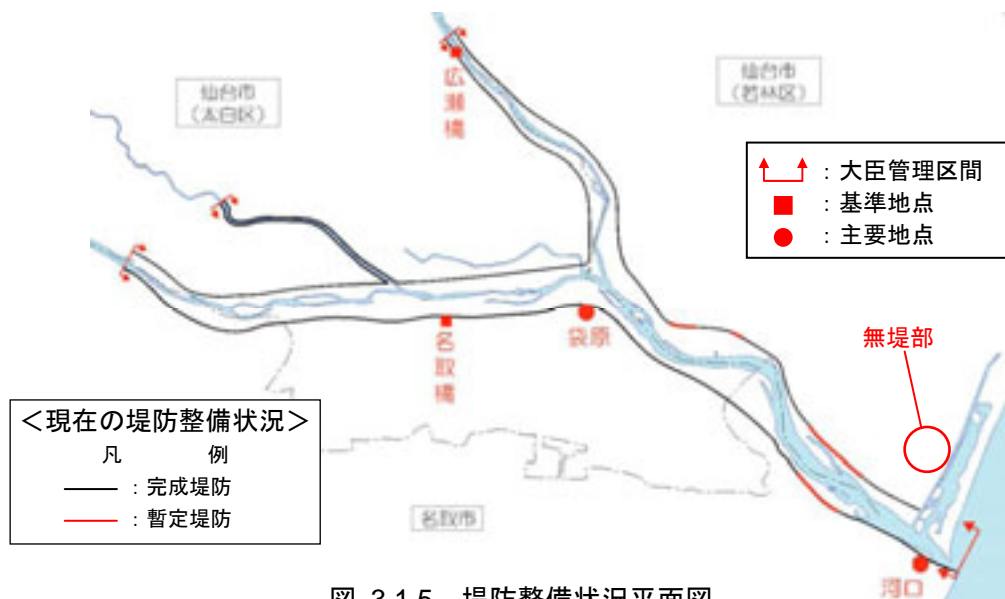 仙台市
（太白区）
広瀬橋
仙台市
（若林区）
：大臣管理区間
：基準地点
：主要地点
名取橋
袋原
無堤部
＜現在の堤防整備状況＞
凡　例
：完成堤防
：暫定堤防
名取市
河口
図 3.1.5　堤防整備状況平面図